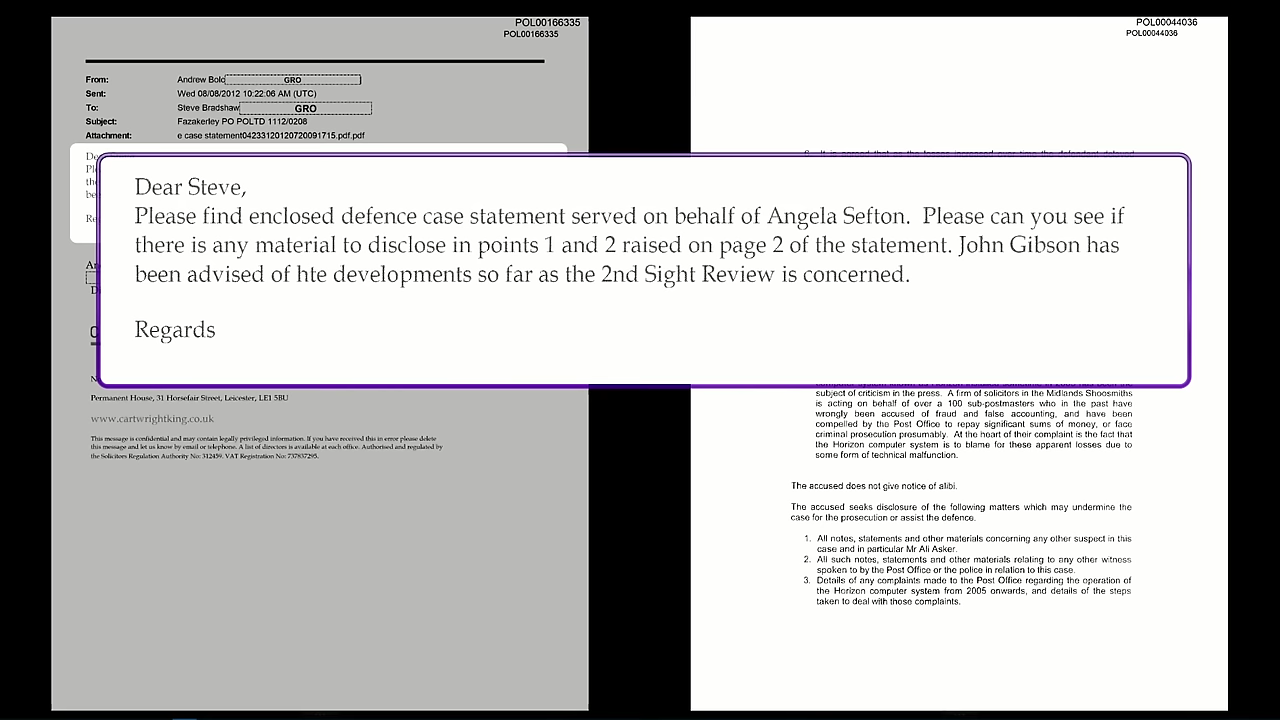 POL00166335
POL00166335
From: Andrew Bolc GRO
Sent: Wed 08/08/2012 10:22:06 AM (UTC)
To: Steve Bradshaw GRO
Subject: Fazakerley PO POLTD 1112/0208
Attachment: e case statement04233120120720091715.pdf.pdf
Dear Steve,
Please find enclosed defence case statement served on behalf of Angela Sefton. Please can you see if
there is any material to disclose in points 1 and 2 raised on page 2 of the statement. John Gibson has
been advised of hte developments so far as the 2nd Sight Review is concerned.
Regards
Permanent House, 31 Horsefair Street, Leicester, LE1 5BU
www.cartwrightking.co.uk
This message is confidential and may contain legally privileged information. If you have received this in error please delete
this message and let us know by email or telephone. A list of directors is available at each office. Authorised and regulated by
the Solicitors Regulation Authority No: 312459. VAT Registration No: 737837295.
POL00044036
POL00044036
subject of criticism in the press. A firm of solicitors in the Midlands Shoosmiths
is acting on behalf of over a 100 sub-postmasters who in the past have
wrongly been accused of fraud and false accounting, and have been
compelled by the Post Office to repay significant sums of money, or face
criminal prosecution presumably. At the heart of their complaint is the fact that
the Horizon computer system is to blame for these apparent losses due to
some form of technical malfunction.
The accused does not give notice of alibi.
The accused seeks disclosure of the following matters which may undermine the
case for the prosecution or assist the defence.
1. All notes, statements and other materials concerning any other suspect in this
case and in particular Mr Ali Asker.
2. All such notes, statements and other materials relating to any other witness
spoken to by the Post Office or the police in relation to this case.
3. Details of any complaints made to the Post Office regarding the operation of
the Horizon computer system from 2005 onwards, and details of the steps
taken to deal with those complaints.